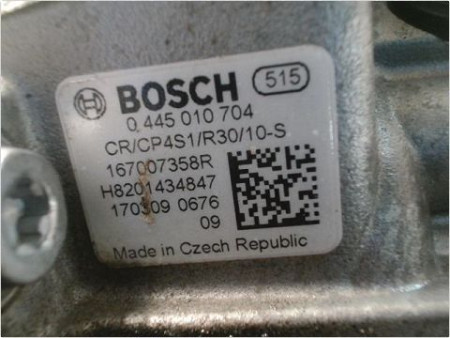 BOSCH 515
0 445 010 704
CR/CP4S1/R30/10-S
167007358R
H8201434847
170309 0676
09
Made in Czech Republic